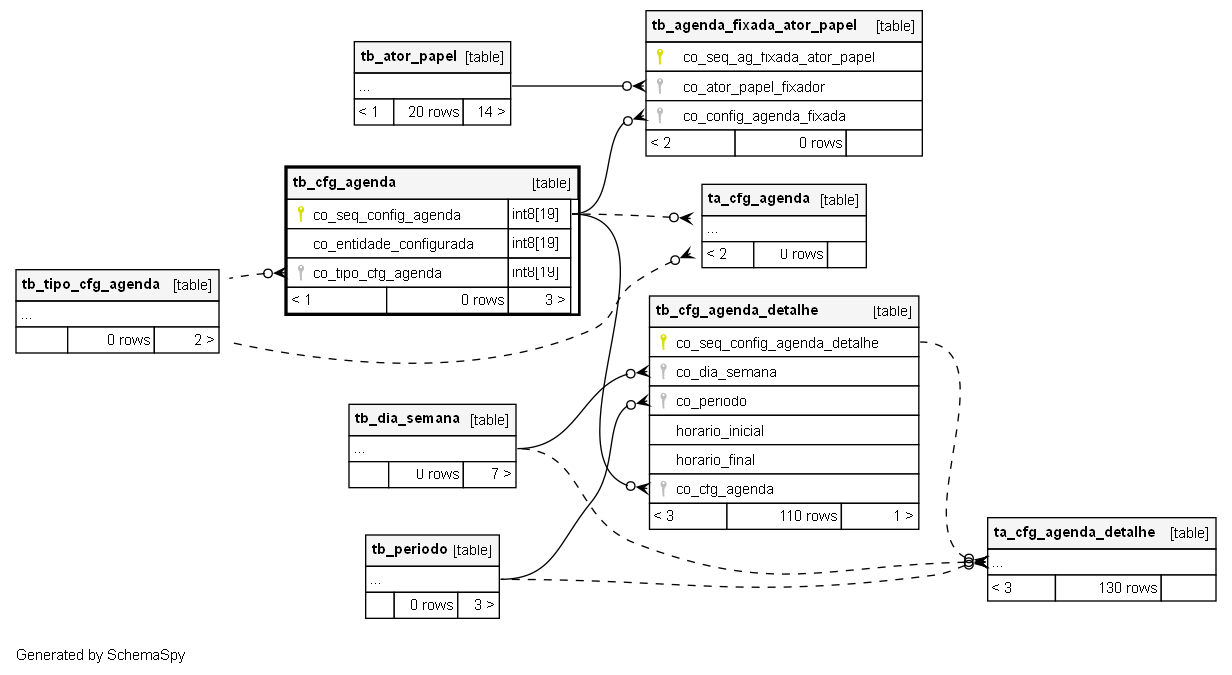 tb_agenda_fixada_ator_papel [table]
co_seq_ag_fixada_ator_papel
co_ator_papel_fixador
co_config_agenda_fixada
< 2 0 rows
tb_ator_papel [table]
...
< 1 20 rows 14 >
tb_cfg_agenda [table]
co_seq_config_agenda int8[19]
co_entidade_configurada int8[19]
co_tipo_cfg_agenda int8[19]
< 1 0 rows 3 >
ta_cfg_agenda [table]
...
< 2 0 rows
tb_tipo_cfg_agenda [table]
...
0 rows 2 >
tb_cfg_agenda_detalhe [table]
co_seq_config_agenda_detalhe
co_dia_semana
co_periodo
horario_inicial
horario_final
co_cfg_agenda
< 3 110 rows 1 >
tb_dia_semana [table]
...
0 rows 7 >
tb_periodo [table]
...
0 rows 3 >
ta_cfg_agenda_detalhe [table]
...
< 3 130 rows
Generated by SchemaSpy